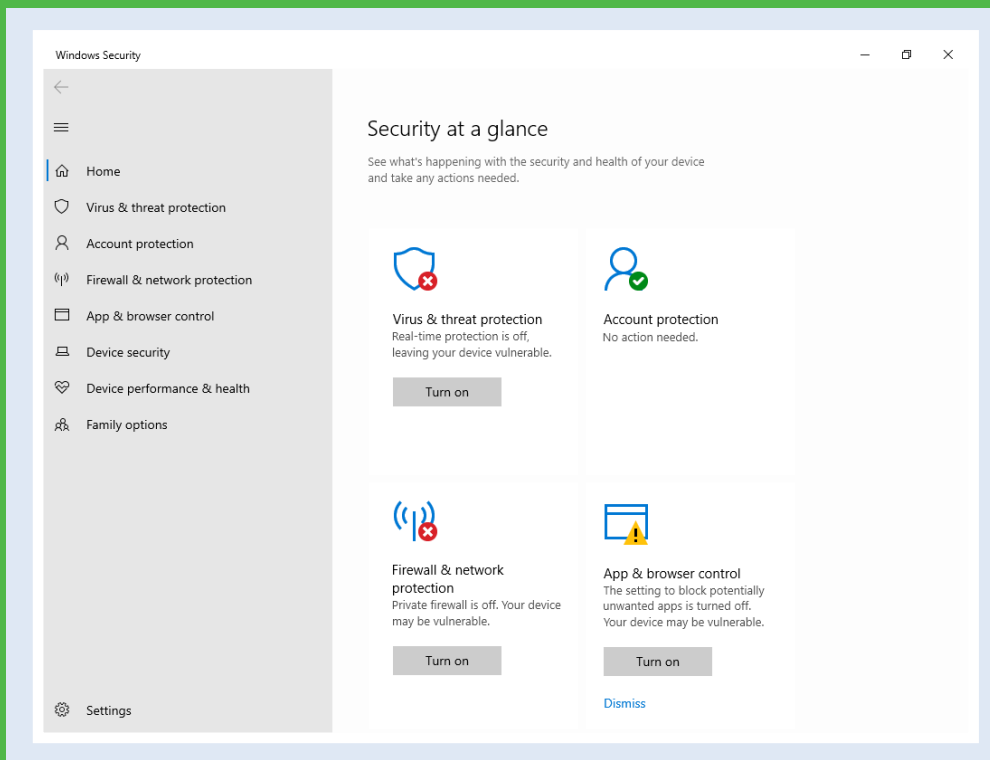 Windows Security
Home
Virus & threat protection
Account protection
Firewall & network protection
App & browser control
Device security
Device performance & health
Family options
Settings
Security at a glance
See what's happening with the security and health of your device
and take any actions needed.
Virus & threat protection
Real-time protection is off,
leaving your device vulnerable.
Turn on
Account protection
No action needed.
Firewall & network
protection
Private firewall is off. Your device
may be vulnerable.
Turn on
App & browser control
The setting to block potentially
unwanted apps is turned off.
Your device may be vulnerable.
Turn on
Dismiss